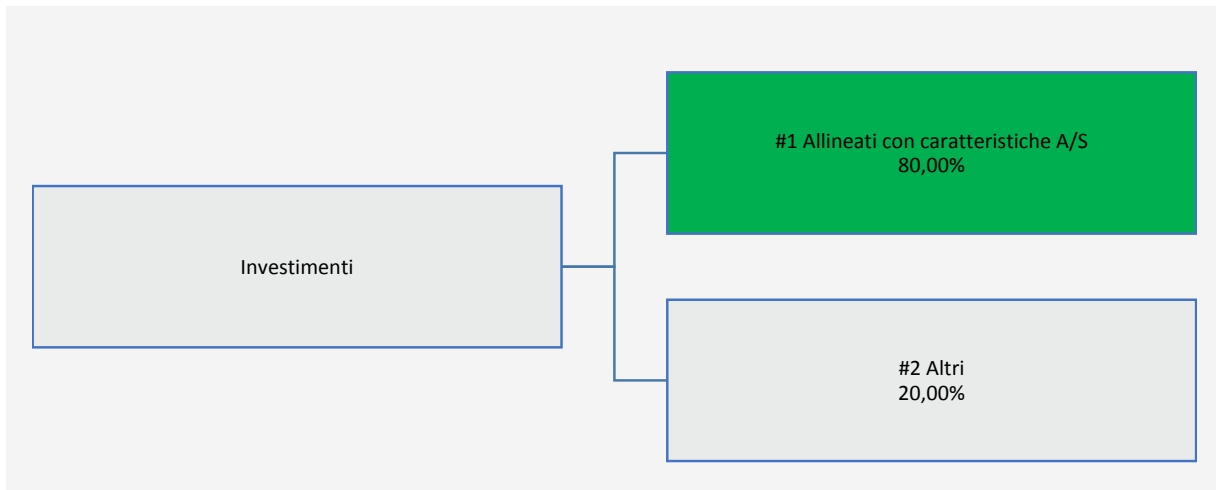 Investimenti
#1 Allineati con caratteristiche A/S
80,00%
#2 Altri
20,00%